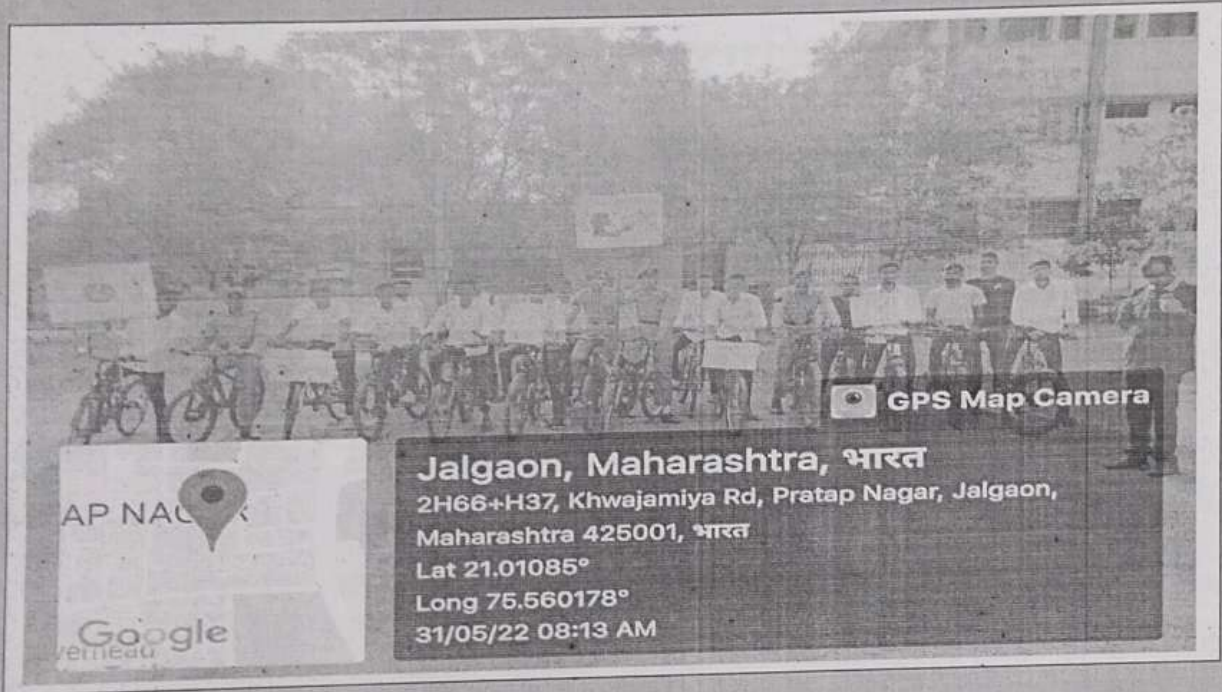 GPS Map Camera
AP NAG R
Google
Jalgaon, Maharashtra, भारत
2H66+H37, Khwajamiya Rd, Pratap Nagar, Jalgaon,
Maharashtra 425001, भारत
Lat 21.01085°
Long 75.560178°
31/05/22 08:13 AM